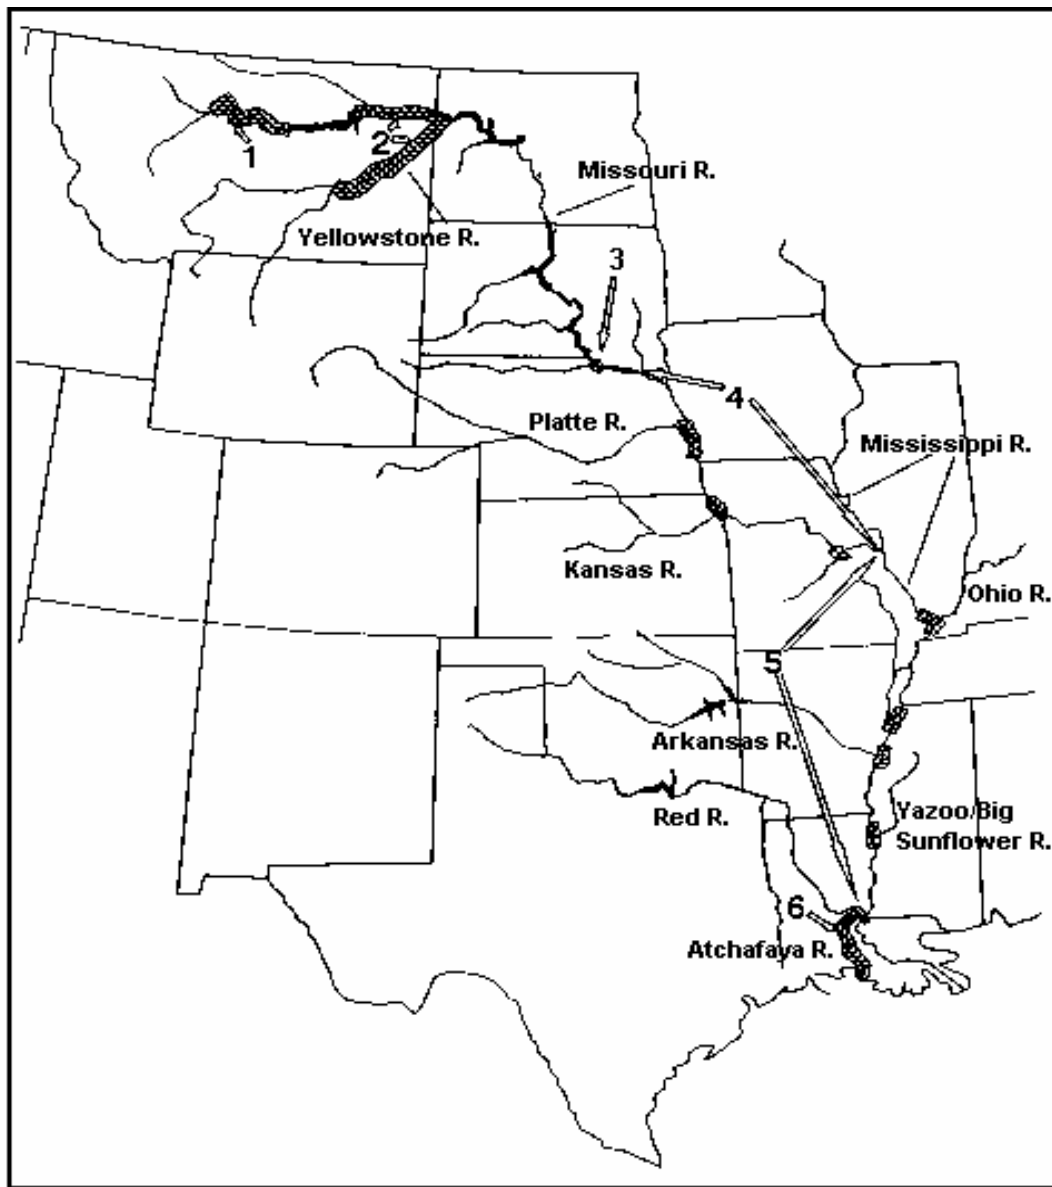 1
2
Missouri R.
Yellowstone R.
3
4
Platte R.
Mississippi R.
Kansas R.
Ohio R.
5
Arkansas R.
Red R.
Yazoo/Big
Sunflower R.
6
Atchafaya R.